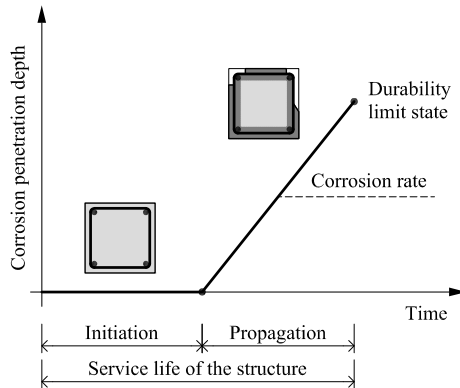 Corrosion penetration depth
Durability
limit state
Corrosion rate
Time
Initiation
Propagation
Service life of the structure